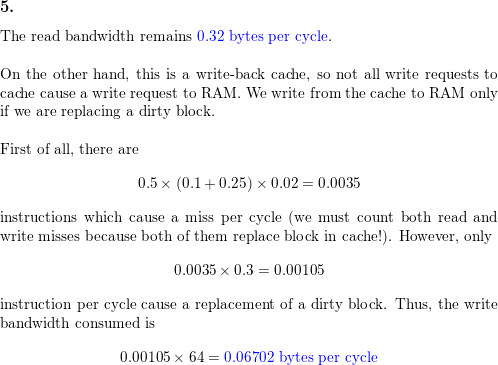 5.
The read bandwidth remains 0.32 bytes per cycle.
On the other hand, this is a write-back cache, so not all write requests to
cache cause a write request to RAM. We write from the cache to RAM only
if we are replacing a dirty block.
First of all, there are
0.5 × (0.1 + 0.25) × 0.02 = 0.0035
instructions which cause a miss per cycle (we must count both read and
write misses because both of them replace block in cache!). However, only
0.0035 × 0.3 = 0.00105
instruction per cycle cause a replacement of a dirty block. Thus, the write
bandwidth consumed is
0.00105 × 64 = 0.06702 bytes per cycle